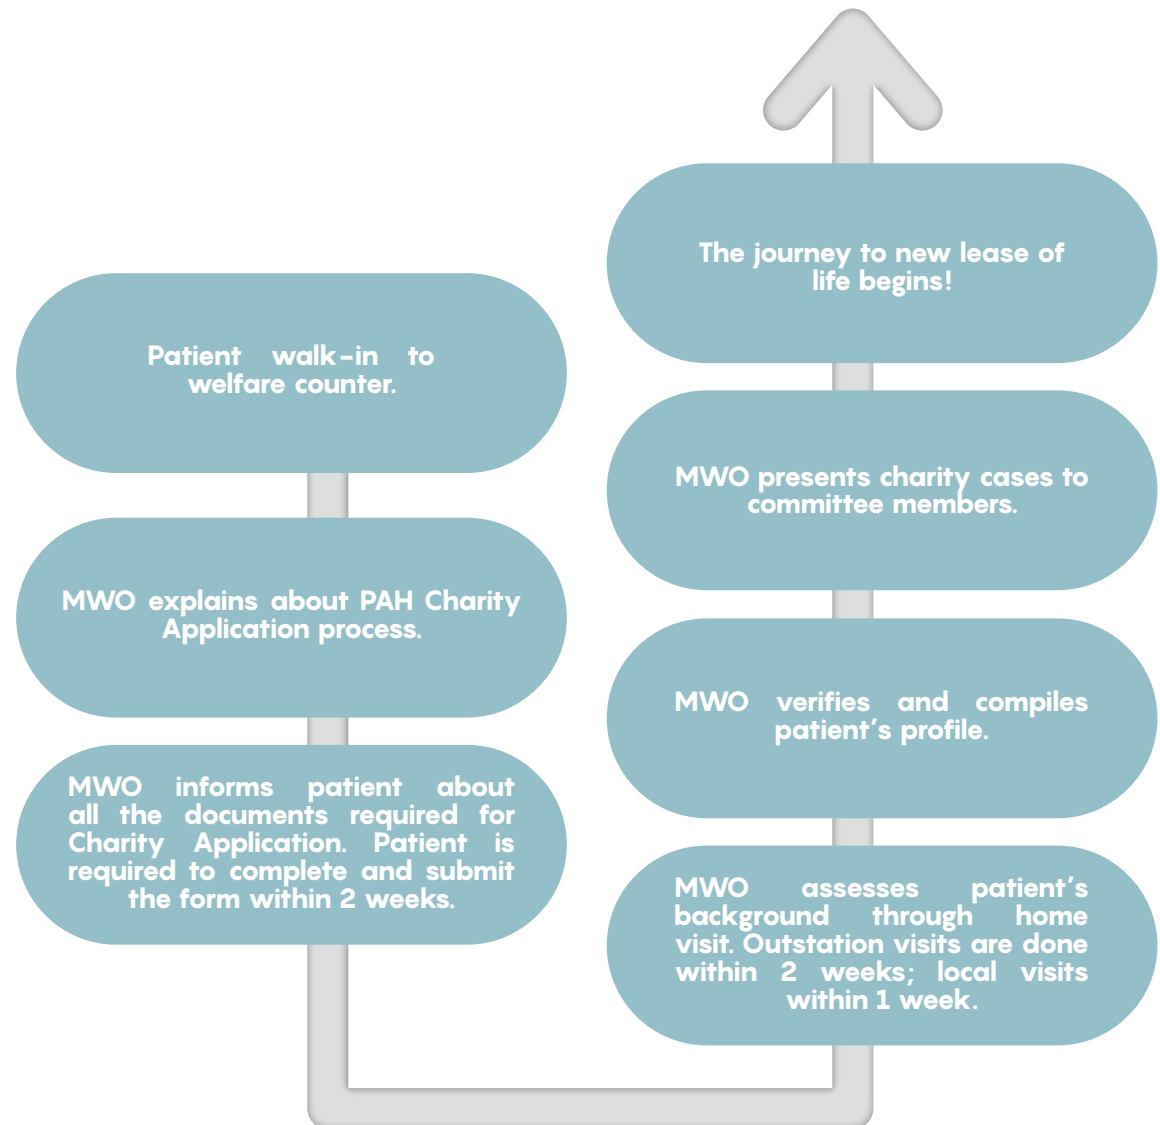 Patient walk-in to
welfare counter.
MWO explains about PAH Charity
Application process.
MWO informs patient about
all the documents required for
Charity Application. Patient is
required to complete and submit
the form within 2 weeks.
MWO assesses patient's
background through home
visit. Outstation visits are done
within 2 weeks; local visits
within 1 week.
MWO verifies and compiles
patient's profile.
MWO presents charity cases to
committee members.
The journey to new lease of
life begins!